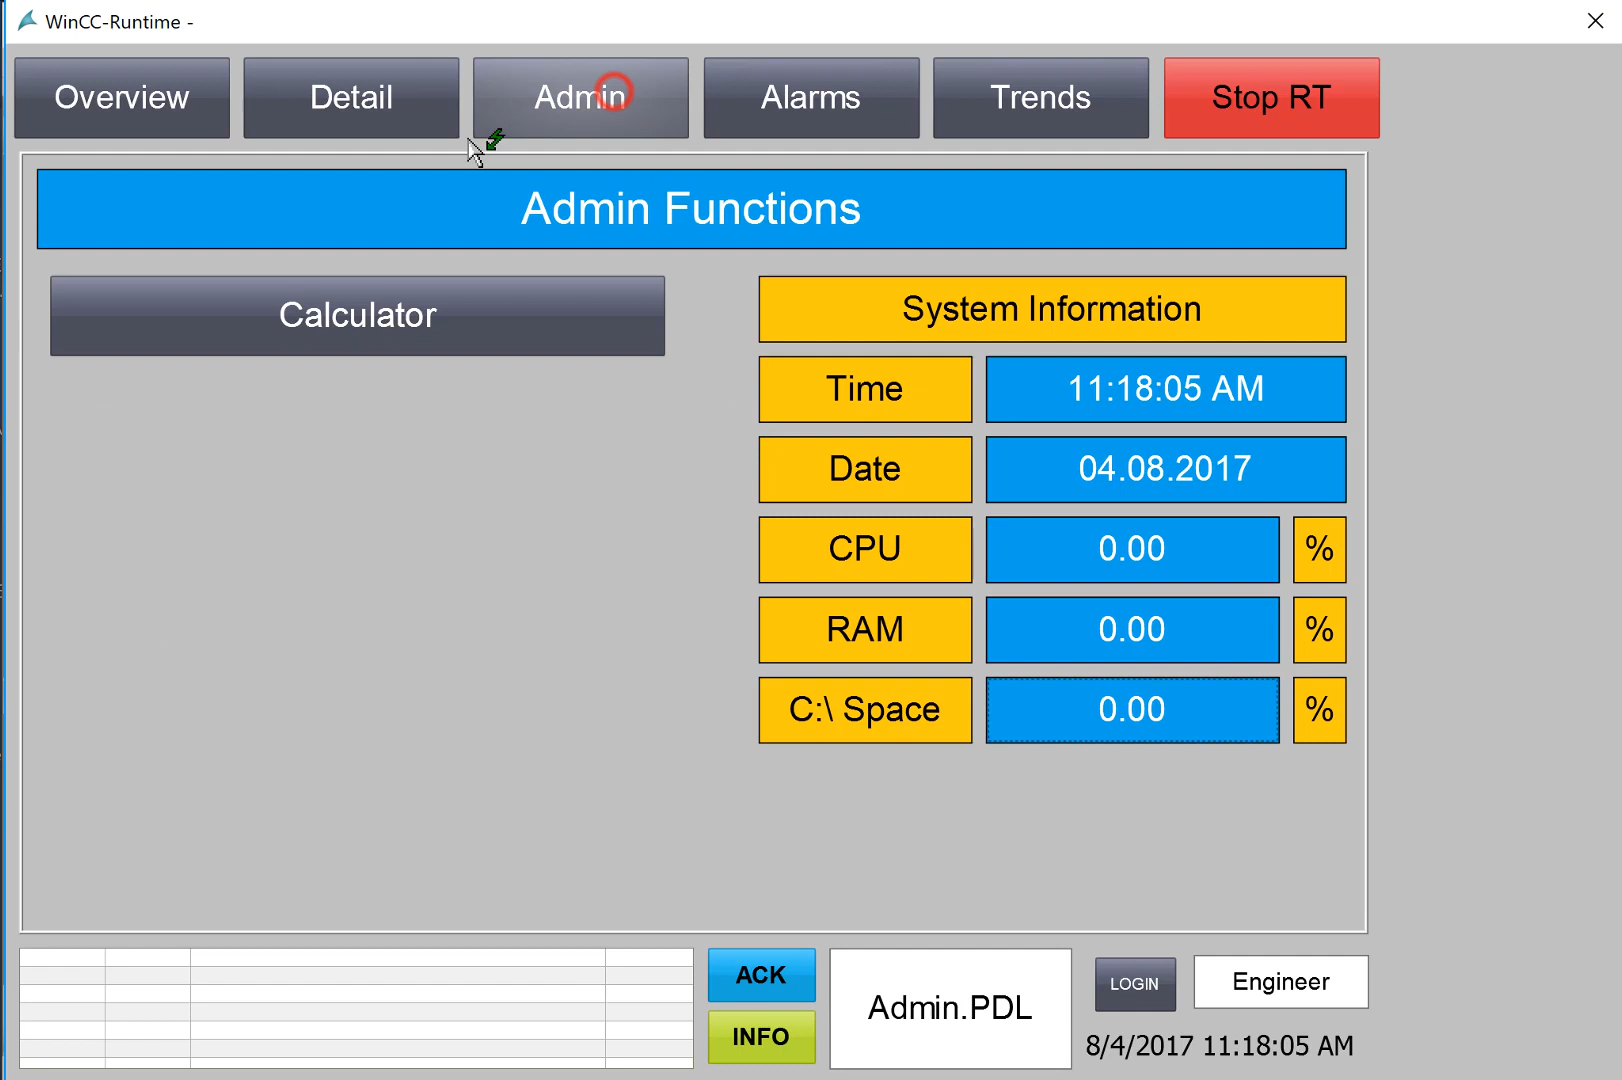 WinCC-Runtime -
Overview
Detail
Admin
Alarms
Trends
Stop RT
Admin Functions
Calculator
System Information
Time
11:18:05 AM
Date
04.08.2017
CPU
0.00
%
RAM
0.00
%
C:\ Space
0.00
%
ACK
INFO
Admin.PDL
LOGIN
Engineer
8/4/2017 11:18:05 AM